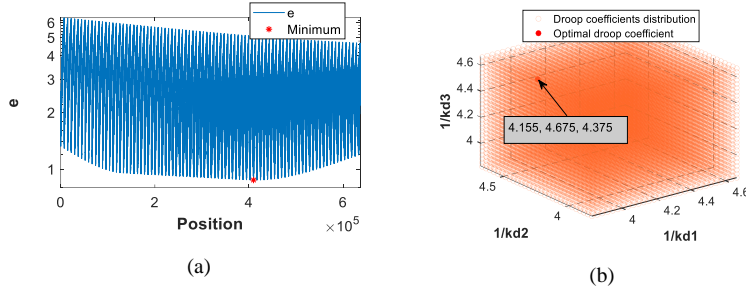 e
Minimum
6
5
4
3
2
1
e
0
2
4
6
×10^5
Position
(a)
Droop coefficients distribution
Optimal droop coefficient
4.6
4.4
4.2
4
1/kd3
4.155, 4.675, 4.375
4.5
4
1/kd2
4
4.2
4.4
4.6
1/kd1
(b)